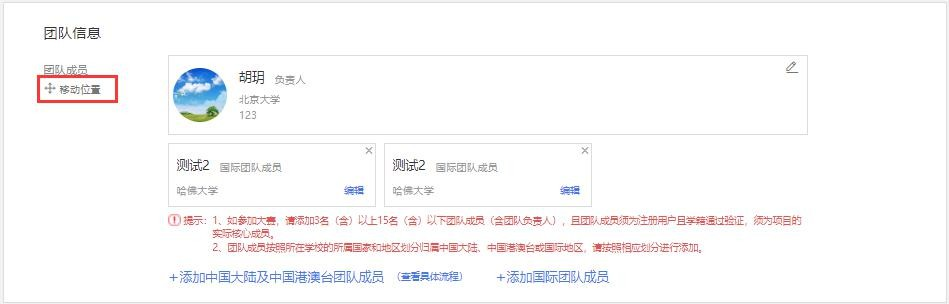 团队信息
团队成员
移动位置
胡玥 负责人
北京大学
123
测试2 国际团队成员
哈佛大学 编辑
测试2 国际团队成员
哈佛大学 编辑
提示：1、如参加大赛，请添加3名（含）以上15名（含）以下团队成员（含团队负责人），且团队成员须为注册用户且学籍通过验证，须为项目的
实际核心成员。
2、团队成员按照所在学校的所属国家和地区划分归属中国大陆、中国港澳台或国际地区，请按照相应划分进行添加。
+添加中国大陆及中国港澳台团队成员 （查看具体流程） +添加国际团队成员